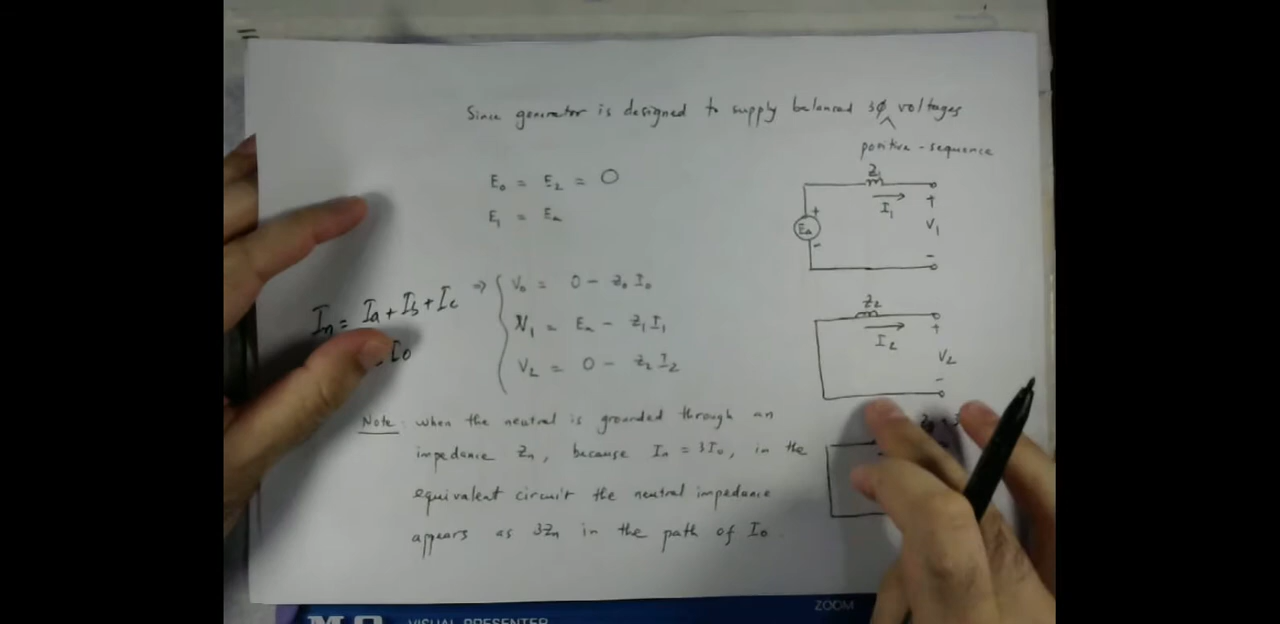 Since generator is designed to supply balanced 3φ voltages
positive-sequence
E₀ = E₂ = 0
E₁ = Eₐ
Z₁
I₁
+
V₁
-
+
Eₐ
-
Iₙ = Iₐ + I_b + I_c
I₀
⇒ { V₀ = 0 - Z₀ I₀
V₁ = Eₐ - Z₁ I₁
V₂ = 0 - Z₂ I₂
Z₂
I₂
+
V₂
-
Note: When the neutral is grounded through an
impedance Zₙ, because Iₙ = 3I₀, in the
equivalent circuit the neutral impedance
appears as 3Zₙ in the path of I₀.
ZOOM
VISUAL PRESENTER